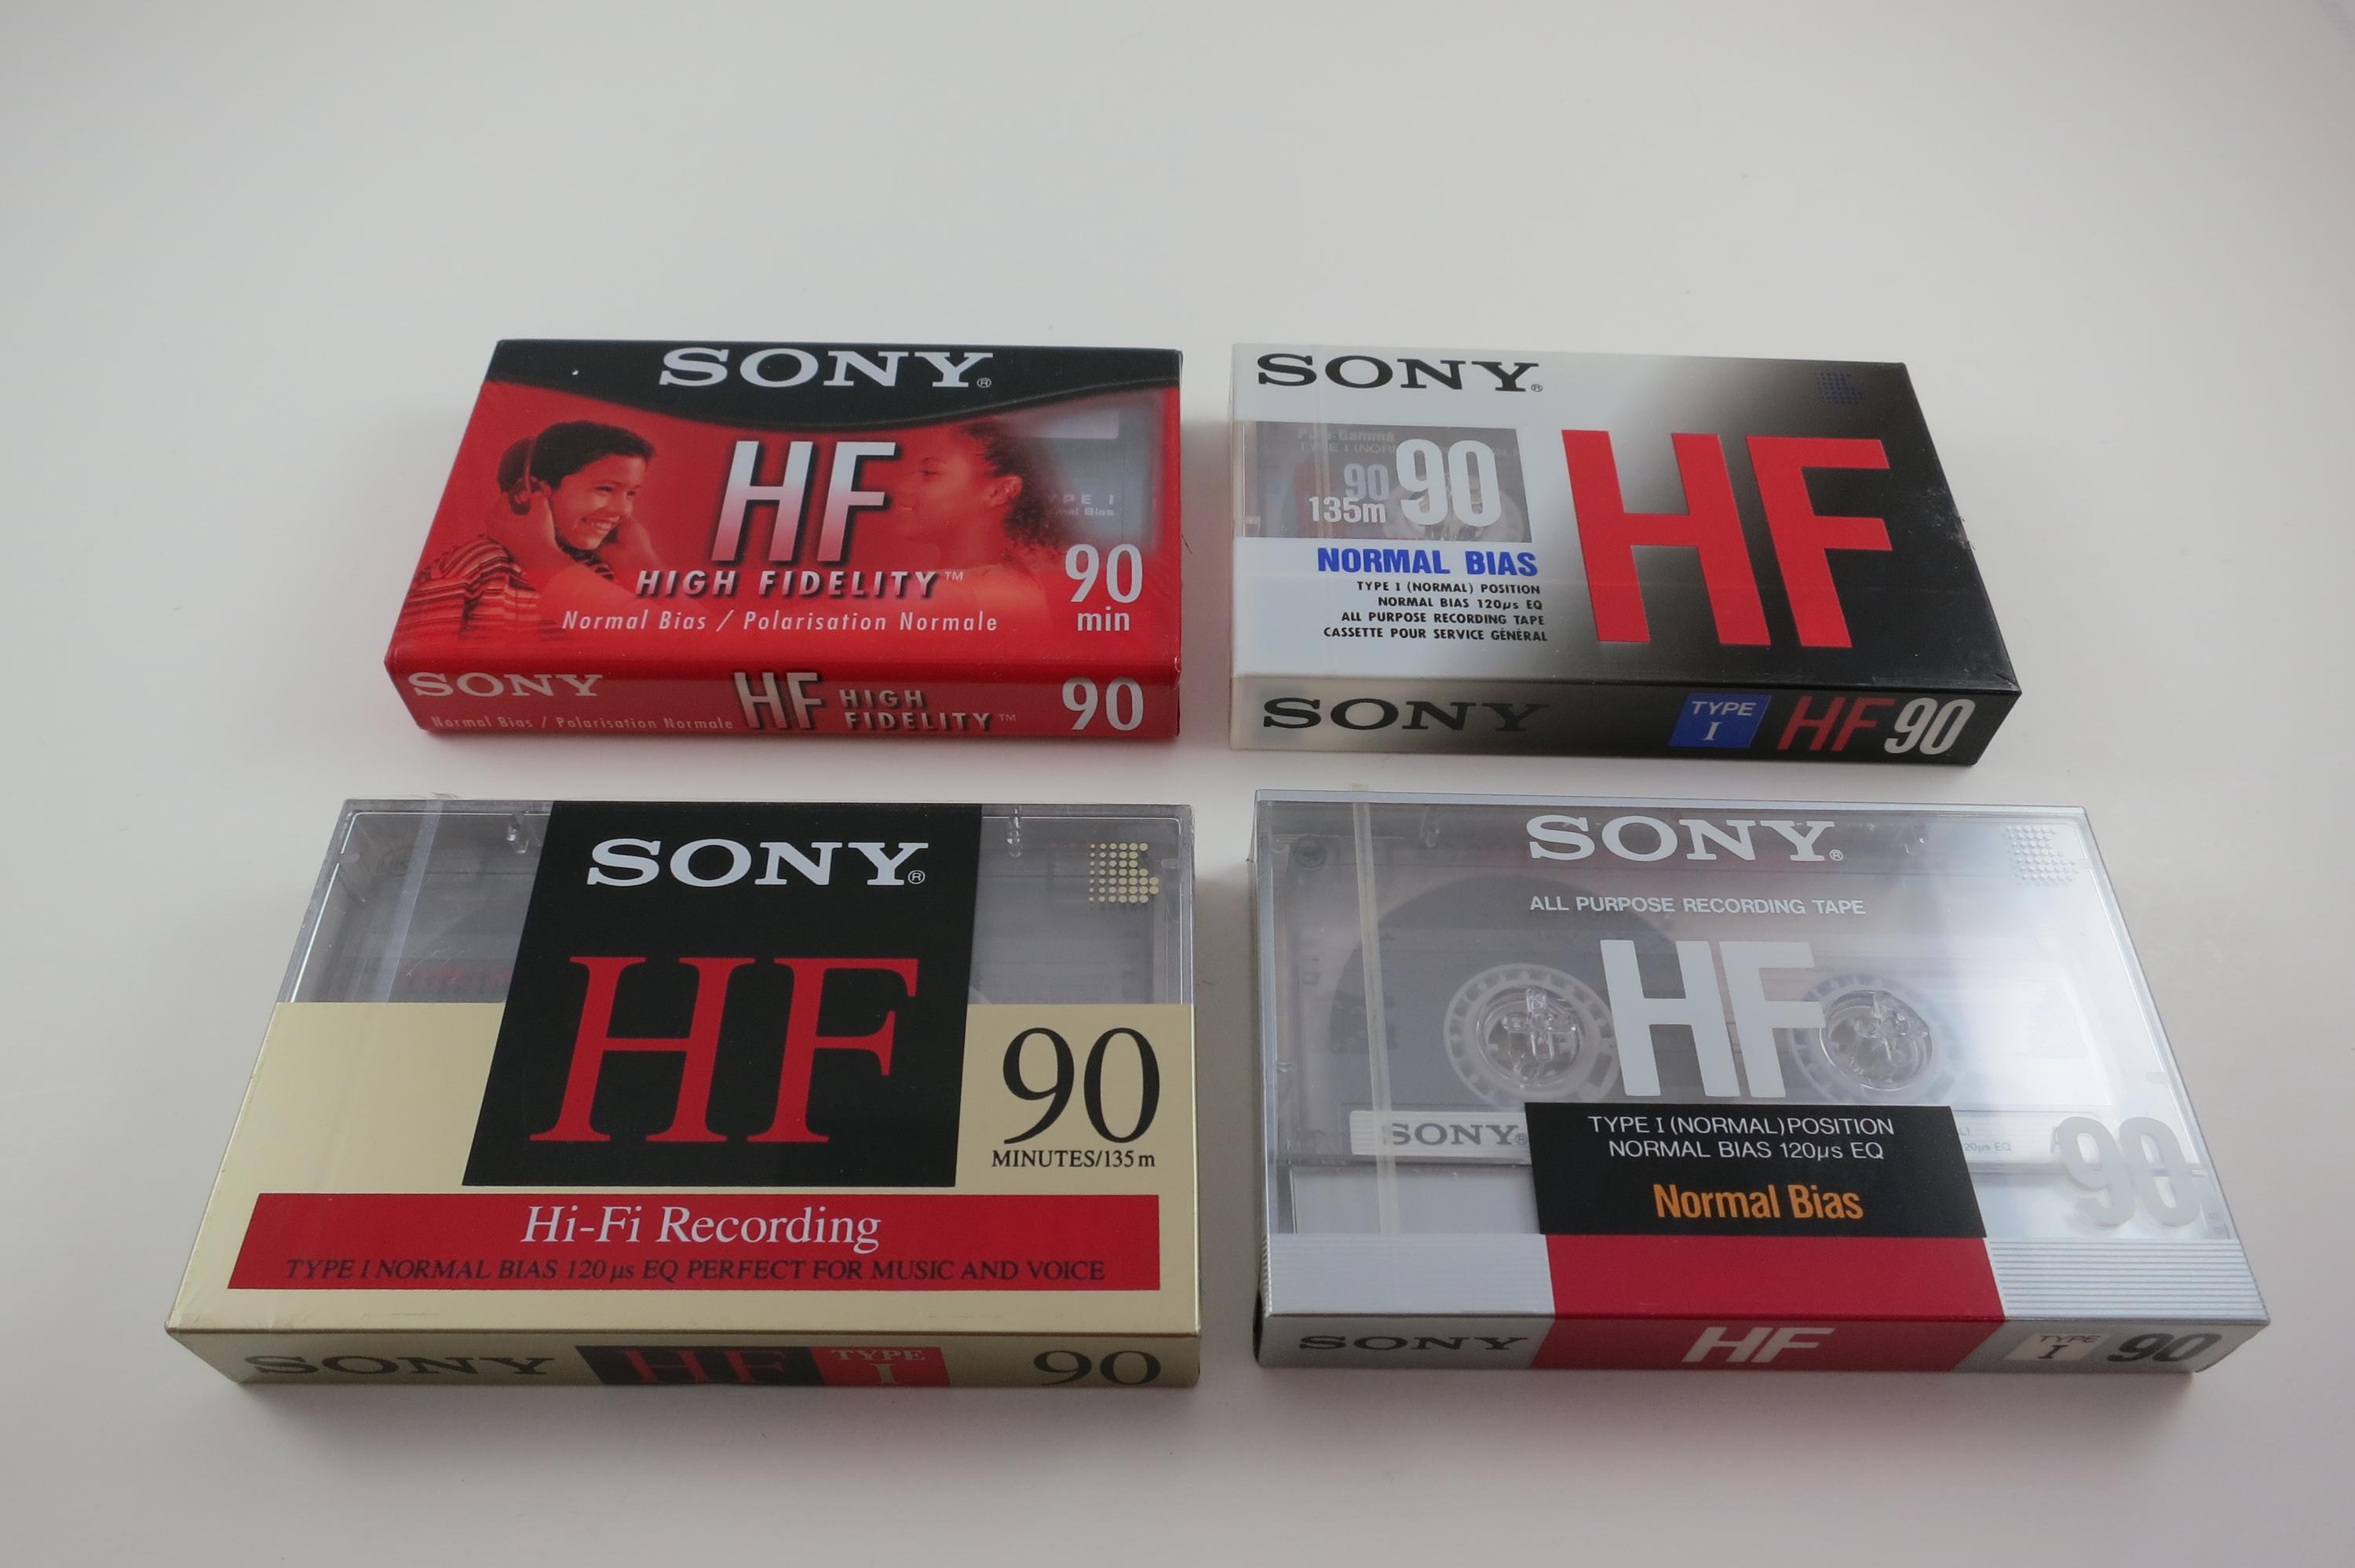 SONY®
HF
HIGH FIDELITY™
Normal Bias / Polarisation Normale
90
min
TYPE I
SONY
Normal Bias / Polarisation Normale
HF HIGH
FIDELITY™
90
SONY®
90
90
135m
NORMAL BIAS
TYPE I (NORMAL) POSITION
NORMAL BIAS 120µs EQ
ALL PURPOSE RECORDING TAPE
CASSETTE POUR SERVICE GÉNÉRAL
HF
SONY
TYPE
I
HF90
SONY®
HF
90
MINUTES/135m
Hi-Fi Recording
TYPE I NORMAL BIAS 120 µs EQ PERFECT FOR MUSIC AND VOICE
SONY
HF
TYPE
I
90
SONY®
ALL PURPOSE RECORDING TAPE
HF
SONY®
TYPE I (NORMAL) POSITION
NORMAL BIAS 120µs EQ
Normal Bias
120µs EQ
90
SONY
HF
TYPE
I
90